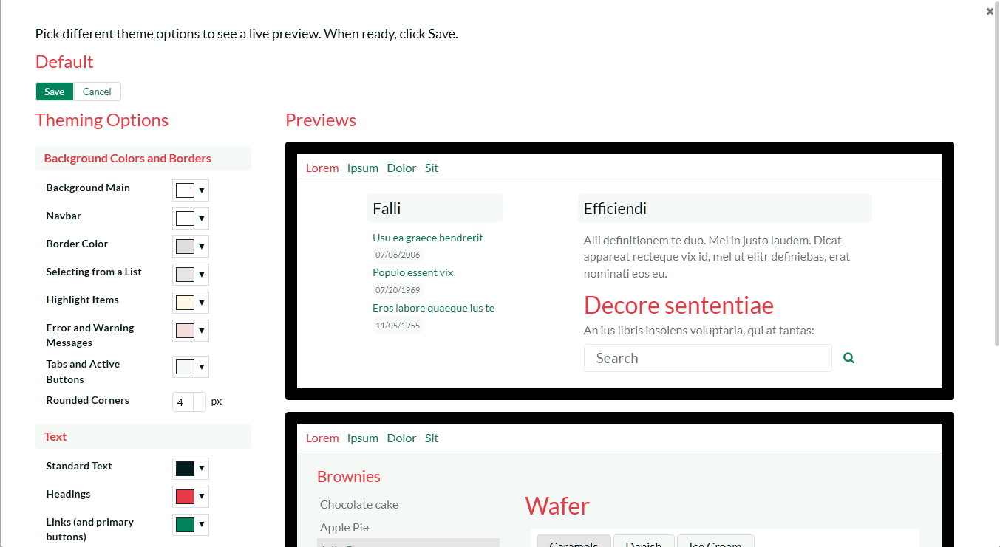 Pick different theme options to see a live preview. When ready, click Save.
Default
Save Cancel
Theming Options
Background Colors and Borders
Background Main
Navbar
Border Color
Selecting from a List
Highlight Items
Error and Warning
Messages
Tabs and Active
Buttons
Rounded Corners 4 px
Text
Standard Text
Headings
Links (and primary
buttons)
Previews
Lorem Ipsum Dolor Sit
Falli
Usu ea graece hendrerit
07/06/2006
Populo essent vix
07/20/1969
Eros labore quaeque ius te
11/05/1955
Efficiendi
Alii definitionem te duo. Mei in justo laudem. Dicat
appareat recteque vix id, mel ut elitr definiebas, erat
nominati eos eu.
Decore sententiae
An ius libris insolens voluptaria, qui at tantas:
Search
Lorem Ipsum Dolor Sit
Brownies
Chocolate cake
Apple Pie
Wafer
Caramels Danish Ice Cream